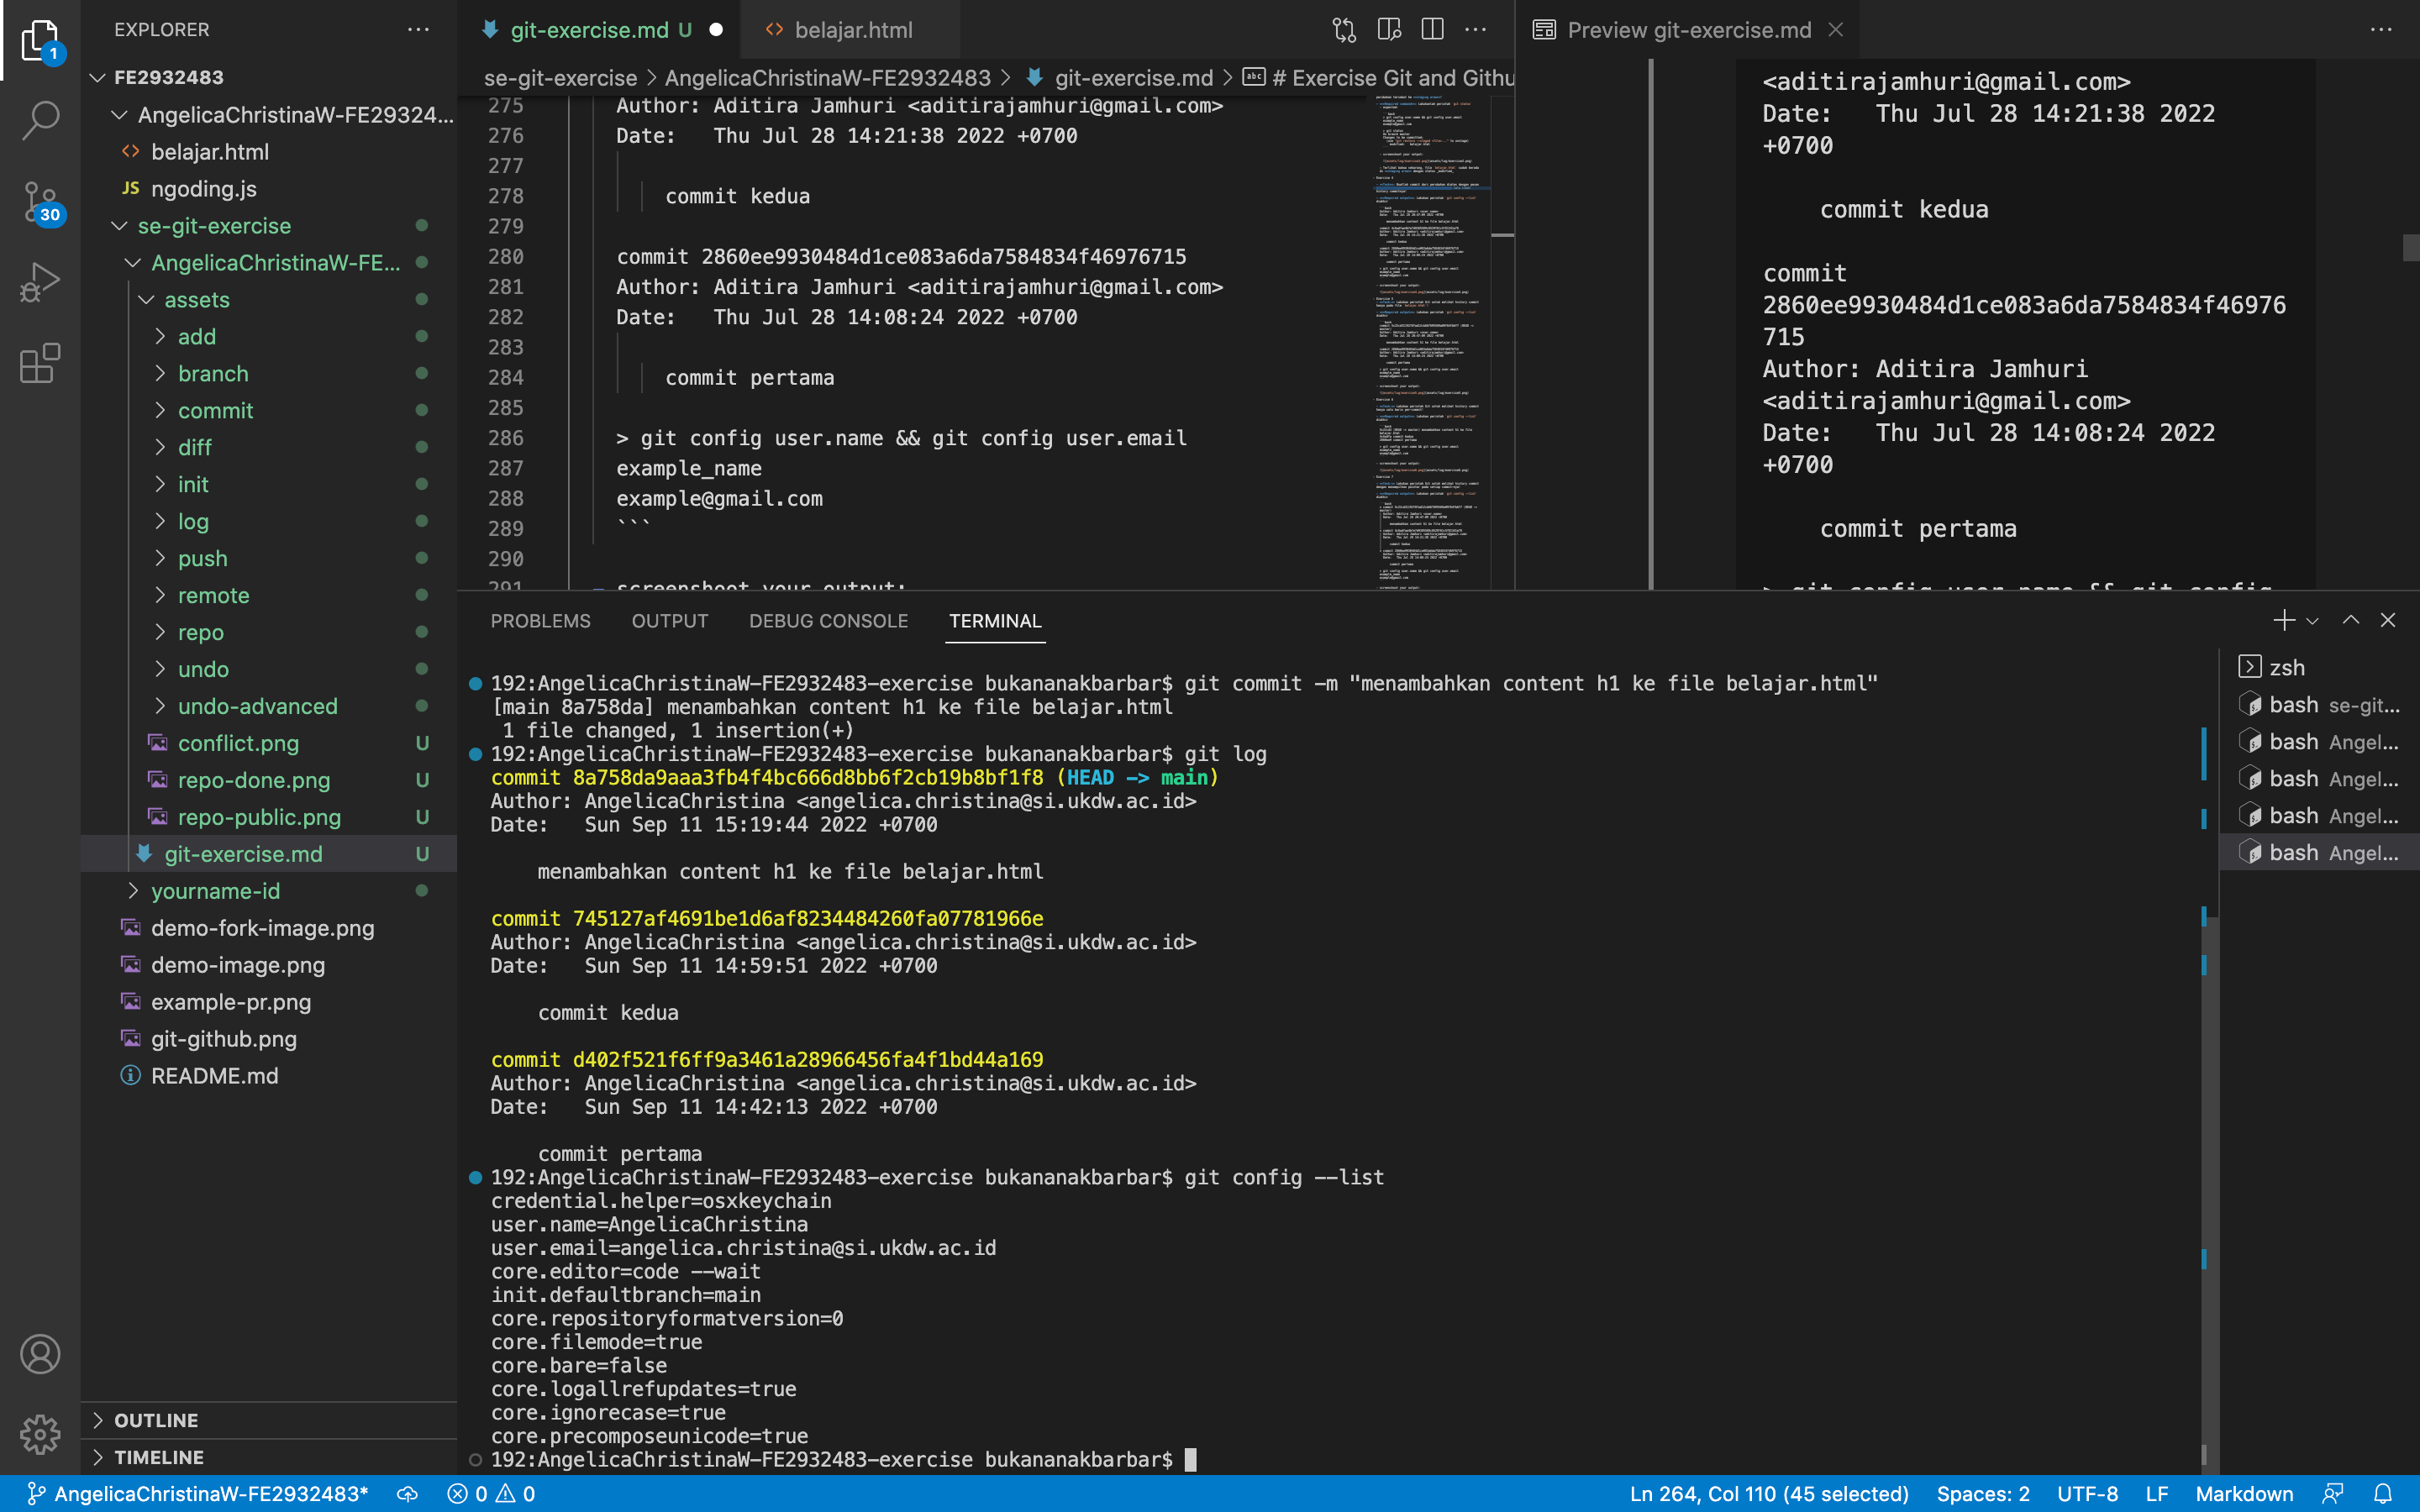 EXPLORER
FE2932483
AngelicaChristinaW-FE29324...
belajar.html
JS ngoding.js
se-git-exercise
AngelicaChristinaW-FE...
assets
add
branch
commit
diff
init
log
push
remote
repo
undo
undo-advanced
conflict.png U
repo-done.png U
repo-public.png U
git-exercise.md U
yourname-id
demo-fork-image.png
demo-image.png
example-pr.png
git-github.png
README.md
OUTLINE
TIMELINE
1
30
git-exercise.md U
belajar.html
se-git-exercise > AngelicaChristinaW-FE2932483 > git-exercise.md > abc # Exercise Git and Githu
275 Author: Aditira Jamhuri <aditirajamhuri@gmail.com>
276 Date:   Thu Jul 28 14:21:38 2022 +0700
277
278 commit kedua
279
280 commit 2860ee9930484d1ce083a6da7584834f46976715
281 Author: Aditira Jamhuri <aditirajamhuri@gmail.com>
282 Date:   Thu Jul 28 14:08:24 2022 +0700
283
284 commit pertama
285
286 > git config user.name && git config user.email
287 example_name
288 example@gmail.com
289 ```
290
291 - screenshoot your output:
Preview git-exercise.md
<aditirajamhuri@gmail.com>
Date:   Thu Jul 28 14:21:38 2022
+0700
commit kedua
commit
2860ee9930484d1ce083a6da7584834f46976
715
Author: Aditira Jamhuri
<aditirajamhuri@gmail.com>
Date:   Thu Jul 28 14:08:24 2022
+0700
commit pertama
> git config user.name && git config
PROBLEMS OUTPUT DEBUG CONSOLE TERMINAL
192:AngelicaChristinaW-FE2932483-exercise bukananakbarbar$ git commit -m "menambahkan content h1 ke file belajar.html"
[main 8a758da] menambahkan content h1 ke file belajar.html
1 file changed, 1 insertion(+)
192:AngelicaChristinaW-FE2932483-exercise bukananakbarbar$ git log
commit 8a758da9aaa3fb4f4bc666d8bb6f2cb19b8bf1f8 (HEAD -> main)
Author: AngelicaChristina <angelica.christina@si.ukdw.ac.id>
Date:   Sun Sep 11 15:19:44 2022 +0700
menambahkan content h1 ke file belajar.html
commit 745127af4691be1d6af8234484260fa07781966e
Author: AngelicaChristina <angelica.christina@si.ukdw.ac.id>
Date:   Sun Sep 11 14:59:51 2022 +0700
commit kedua
commit d402f521f6ff9a3461a28966456fa4f1bd44a169
Author: AngelicaChristina <angelica.christina@si.ukdw.ac.id>
Date:   Sun Sep 11 14:42:13 2022 +0700
commit pertama
192:AngelicaChristinaW-FE2932483-exercise bukananakbarbar$ git config --list
credential.helper=osxkeychain
user.name=AngelicaChristina
user.email=angelica.christina@si.ukdw.ac.id
core.editor=code --wait
init.defaultbranch=main
core.repositoryformatversion=0
core.filemode=true
core.bare=false
core.logallrefupdates=true
core.ignorecase=true
core.precomposeunicode=true
192:AngelicaChristinaW-FE2932483-exercise bukananakbarbar$
zsh
bash se-git...
bash Angel...
bash Angel...
bash Angel...
bash Angel...
AngelicaChristinaW-FE2932483* 0 0
Ln 264, Col 110 (45 selected) Spaces: 2 UTF-8 LF Markdown